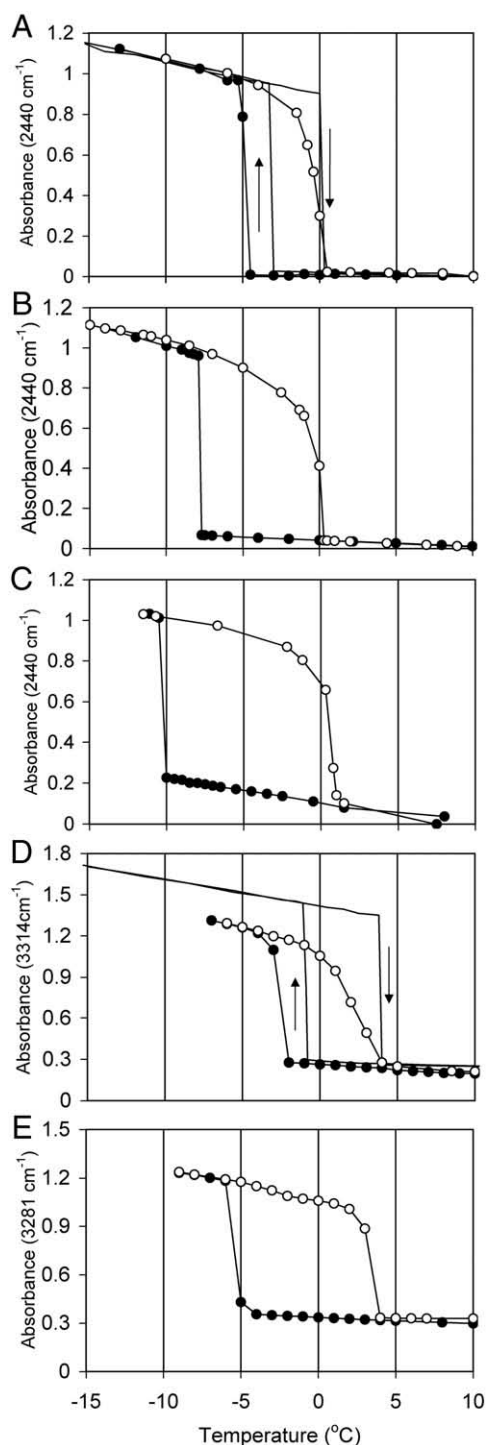 A
Absorbance (2440 cm-1)
1.2
1
0.8
0.6
0.4
0.2
0
B
Absorbance (2440 cm-1)
1.2
1
0.8
0.6
0.4
0.2
0
C
Absorbance (2440 cm-1)
1.2
1
0.8
0.6
0.4
0.2
0
D
Absorbance (3314cm-1)
1.8
1.5
1.2
0.9
0.6
0.3
0
E
Absorbance (3281 cm-1)
1.5
1.2
0.9
0.6
0.3
0
-15 -10 -5 0 5 10
Temperature (oC)